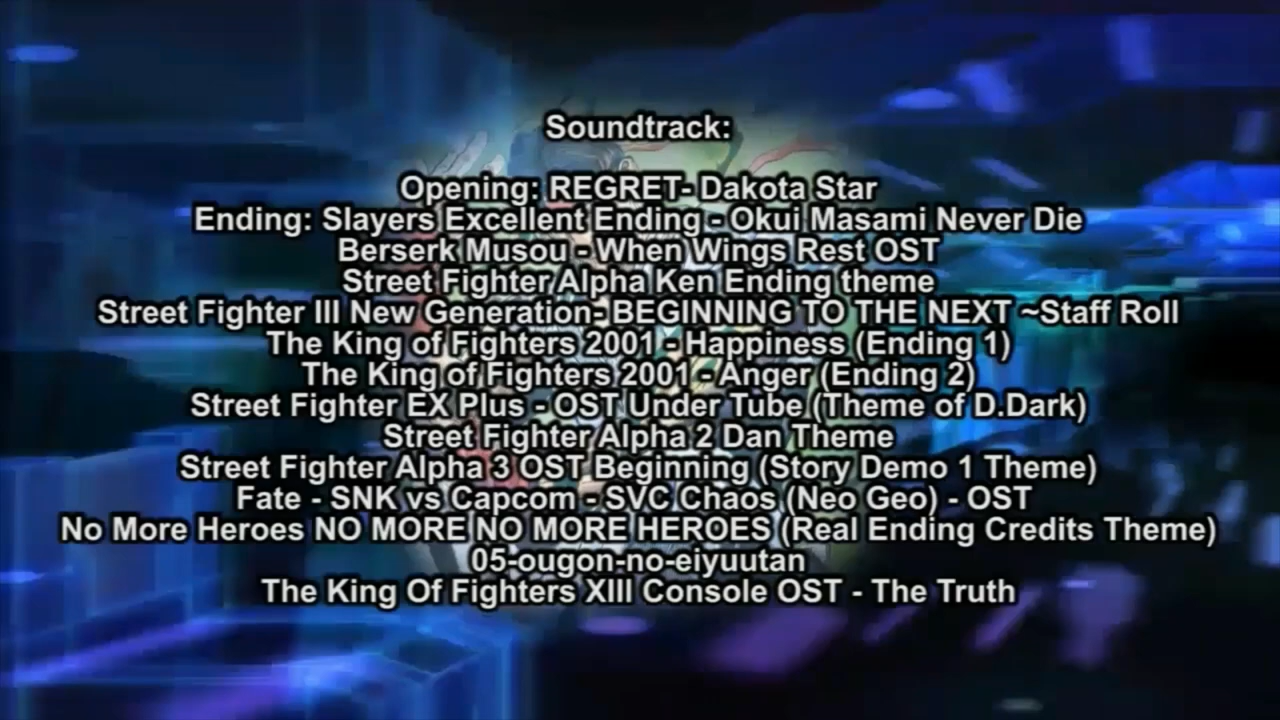 Soundtrack:
Opening: REGRET- Dakota Star
Ending: Slayers Excellent Ending - Okui Masami Never Die
Berserk Musou - When Wings Rest OST
Street Fighter Alpha Ken Ending theme
Street Fighter III New Generation- BEGINNING TO THE NEXT ~Staff Roll
The King of Fighters 2001 - Happiness (Ending 1)
The King of Fighters 2001 - Anger (Ending 2)
Street Fighter EX Plus - OST Under Tube (Theme of D.Dark)
Street Fighter Alpha 2 Dan Theme
Street Fighter Alpha 3 OST Beginning (Story Demo 1 Theme)
Fate - SNK vs Capcom - SVC Chaos (Neo Geo) - OST
No More Heroes NO MORE NO MORE HEROES (Real Ending Credits Theme)
05-ougon-no-eiyuutan
The King Of Fighters XIII Console OST - The Truth